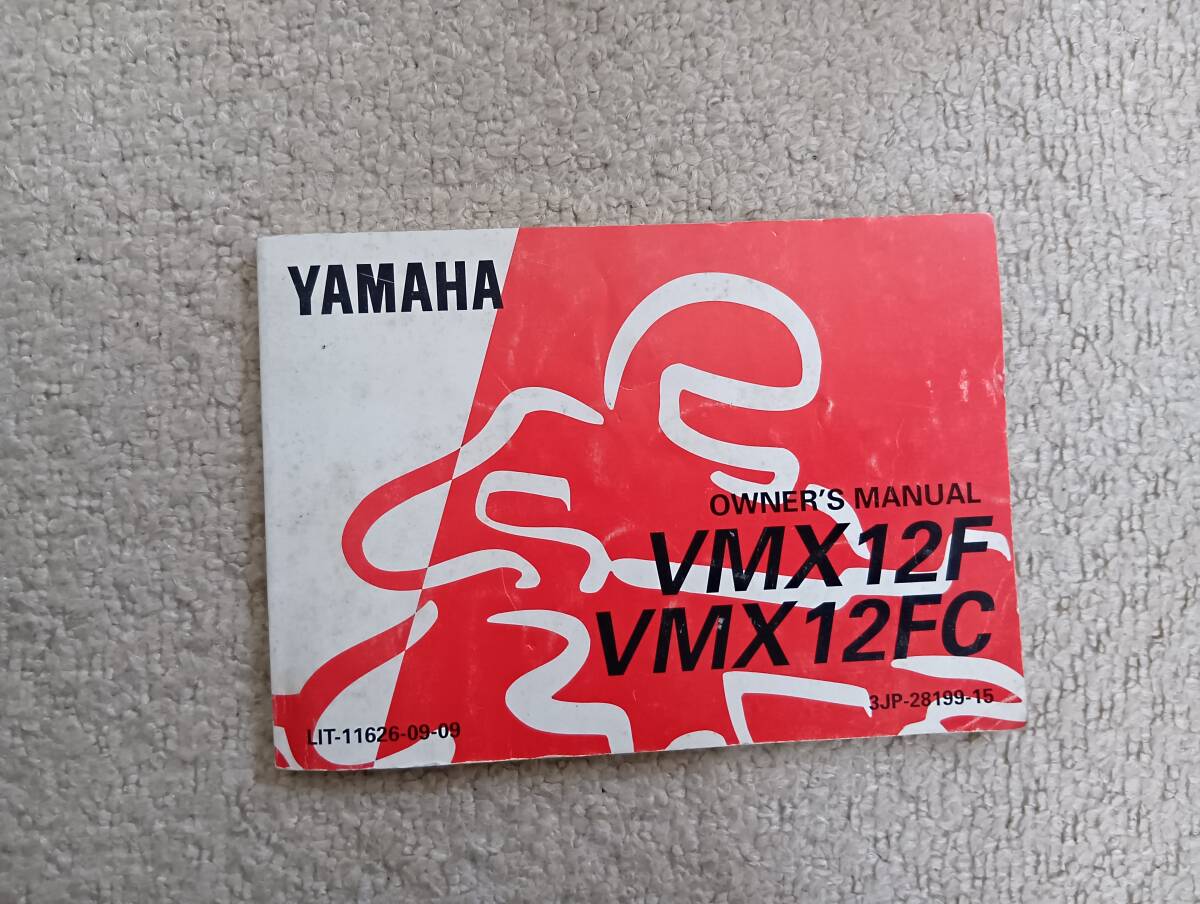 YAMAHA
OWNER'S MANUAL
VMX12F
VMX12FC
3JP-28199-15
LIT-11626-09-09